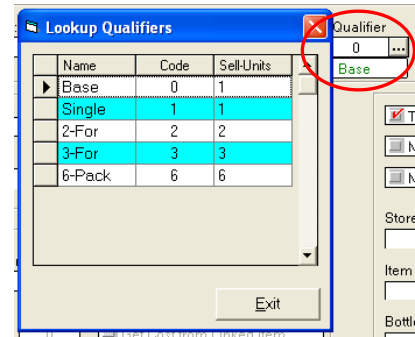 Lookup Qualifiers
Qualifier
0 ...
Base
Name Code Sell-Units
Base 0 1
Single 1 1
2-For 2 2
3-For 3 3
6-Pack 6 6
Store
Item
Exit
Bottle
Get Cost from Linked Item